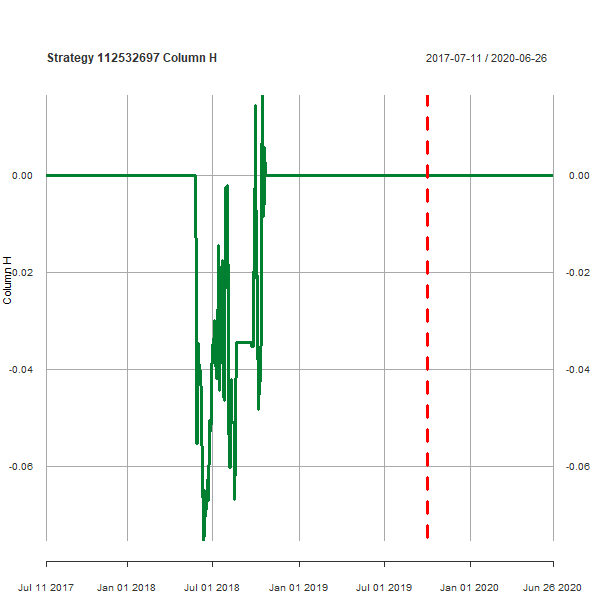 Strategy 112532697 Column H
2017-07-11 / 2020-06-26
0.00 0.00
-0.02 -0.02
Column H
-0.04 -0.04
-0.06 -0.06
Jul 11 2017 Jan 01 2018 Jul 01 2018 Jan 01 2019 Jul 01 2019 Jan 01 2020 Jun 26 2020